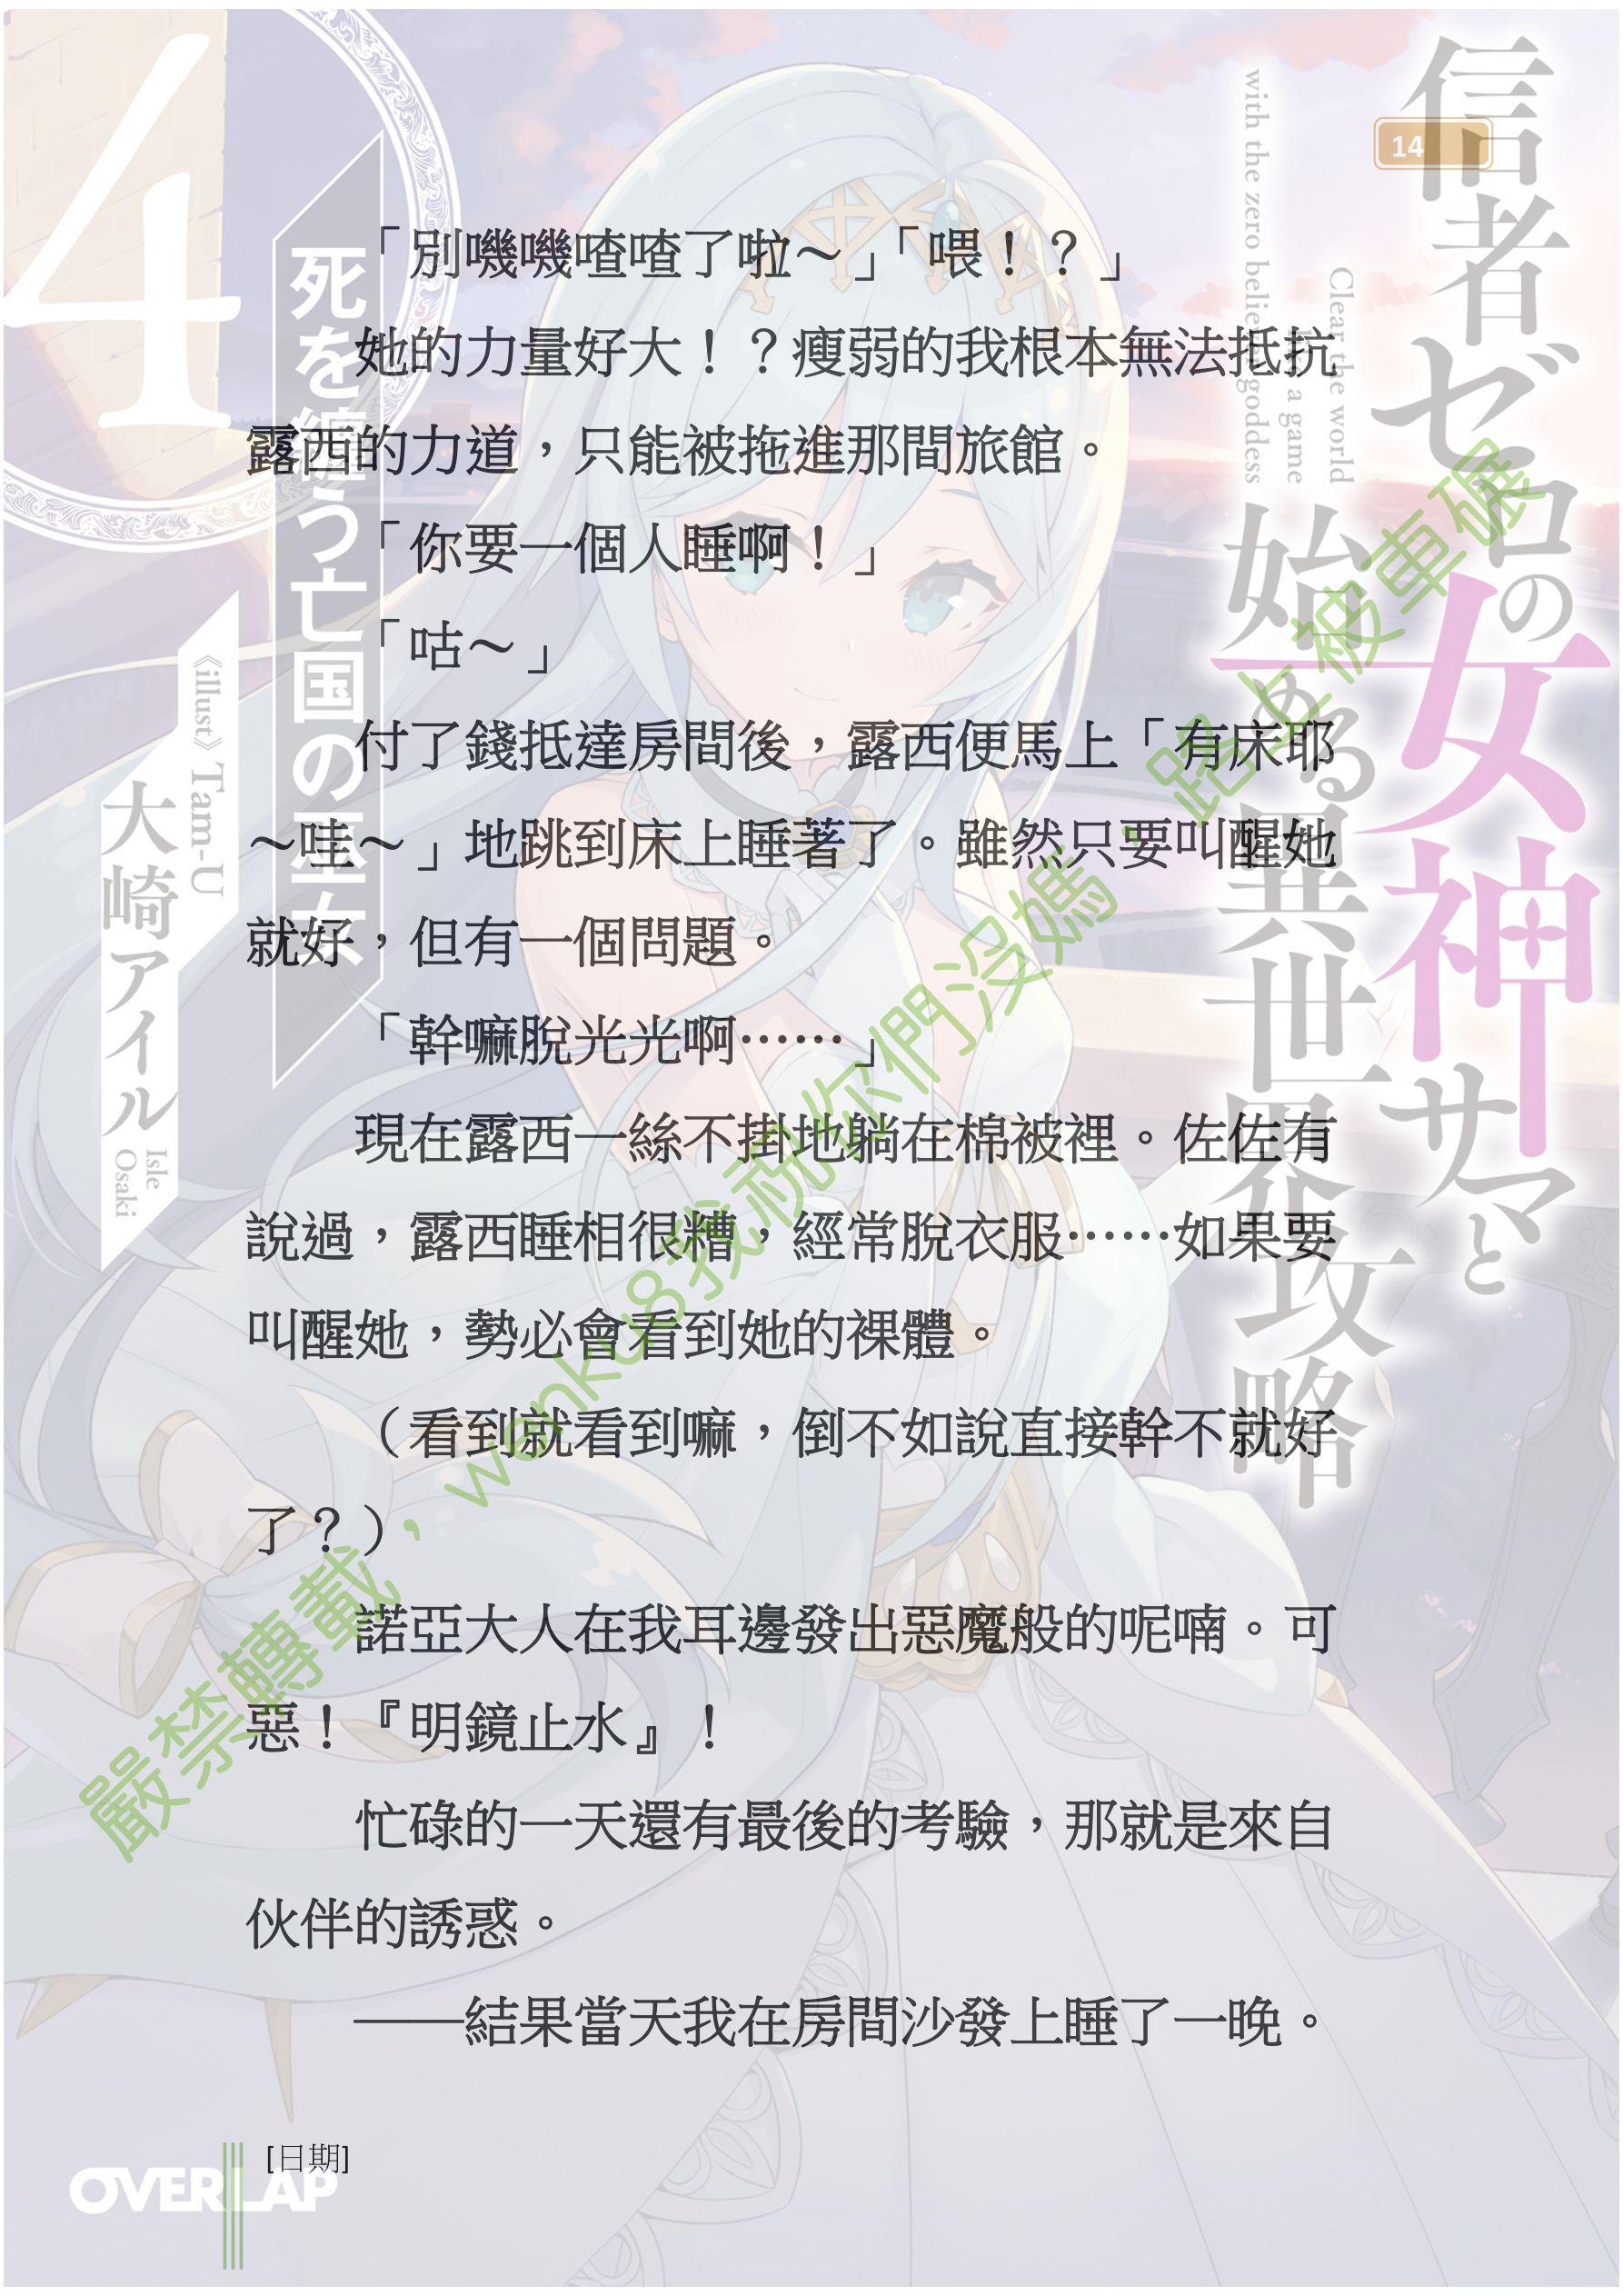 「別嘰嘰喳喳了啦～」「喂！？」
她的力量好大！？瘦弱的我根本無法抵抗
露西的力道，只能被拖進那間旅館。
「你要一個人睡啊！」
「咕～」
付了錢抵達房間後，露西便馬上「有床耶
～哇～」地跳到床上睡著了。雖然只要叫醒她
就好，但有一個問題。
「幹嘛脫光光啊⋯⋯」
現在露西一絲不掛地躺在棉被裡。佐佐有
說過，露西睡相很糟，經常脫衣服⋯⋯如果要
叫醒她，勢必會看到她的裸體。
（看到就看到嘛，倒不如說直接幹不就好
了？）
諾亞大人在我耳邊發出惡魔般的呢喃。可
惡！『明鏡止水』！
忙碌的一天還有最後的考驗，那就是來自
伙伴的誘惑。
——結果當天我在房間沙發上睡了一晚。
[日期]
14
信者ゼロの女神サマと
始める異世界攻略
Clear the world
like a game
with the zero believer goddess
4
死を纏う亡国の巫女
《illust》Tam-U
大崎アイル
Isle
Osaki
OVERLAP
嚴禁轉載，wenku8我祝你們沒媽，路上被車碾